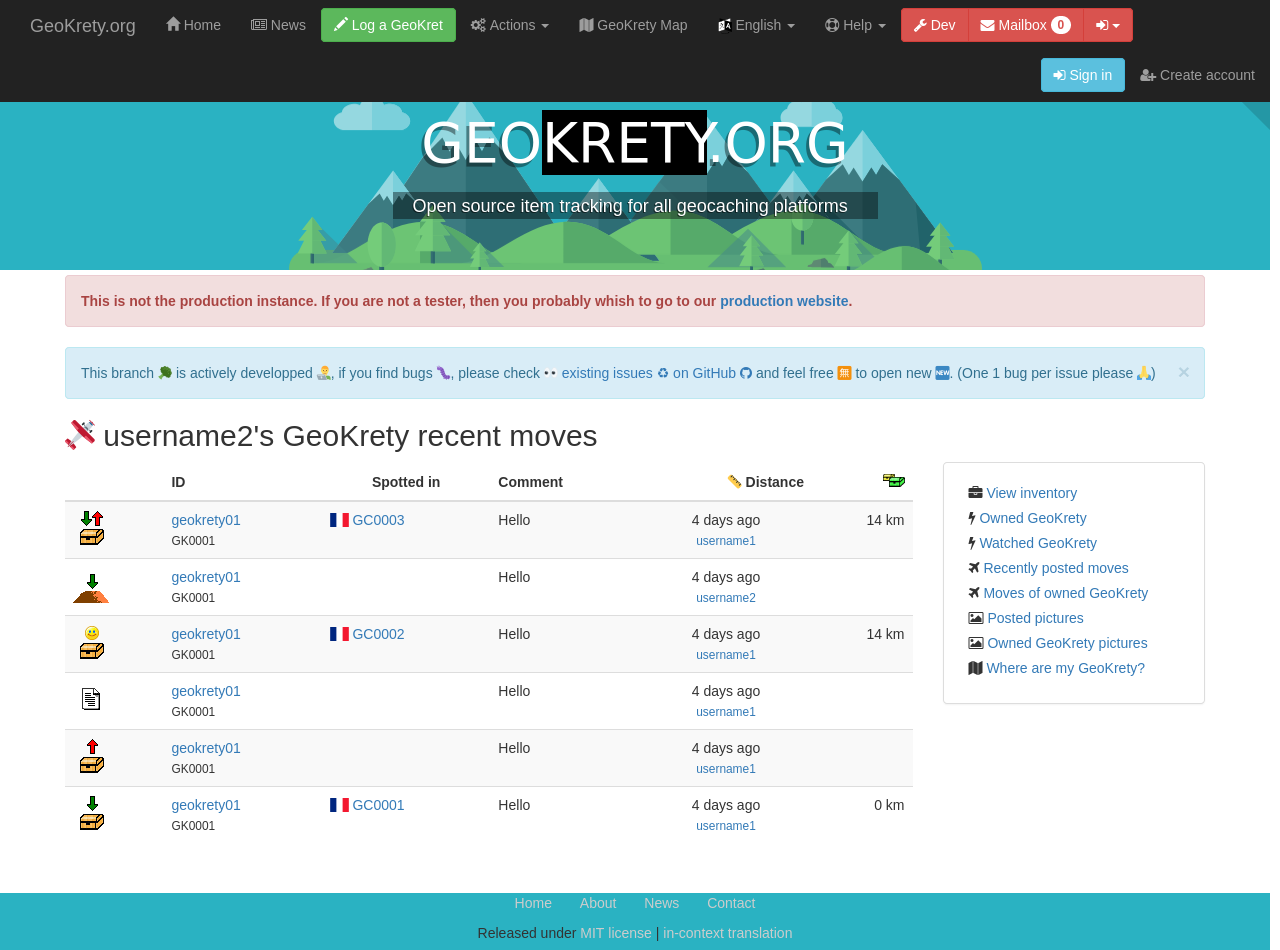 GeoKrety.org Home News Log a GeoKret Actions GeoKrety Map English Help Dev Mailbox 0
Sign in Create account
GEOKRETY.ORG
Open source item tracking for all geocaching platforms
This is not the production instance. If you are not a tester, then you probably whish to go to our production website.
This branch is actively developped , if you find bugs , please check existing issues on GitHub and feel free to open new . (One 1 bug per issue please ) ×
username2's GeoKrety recent moves
ID Spotted in Comment Distance
geokrety01 GC0003 Hello 4 days ago 14 km
GK0001 username1
geokrety01 Hello 4 days ago
GK0001 username2
geokrety01 GC0002 Hello 4 days ago 14 km
GK0001 username1
geokrety01 Hello 4 days ago
GK0001 username1
geokrety01 Hello 4 days ago
GK0001 username1
geokrety01 GC0001 Hello 4 days ago 0 km
GK0001 username1
View inventory
Owned GeoKrety
Watched GeoKrety
Recently posted moves
Moves of owned GeoKrety
Posted pictures
Owned GeoKrety pictures
Where are my GeoKrety?
Home About News Contact
Released under MIT license | in-context translation